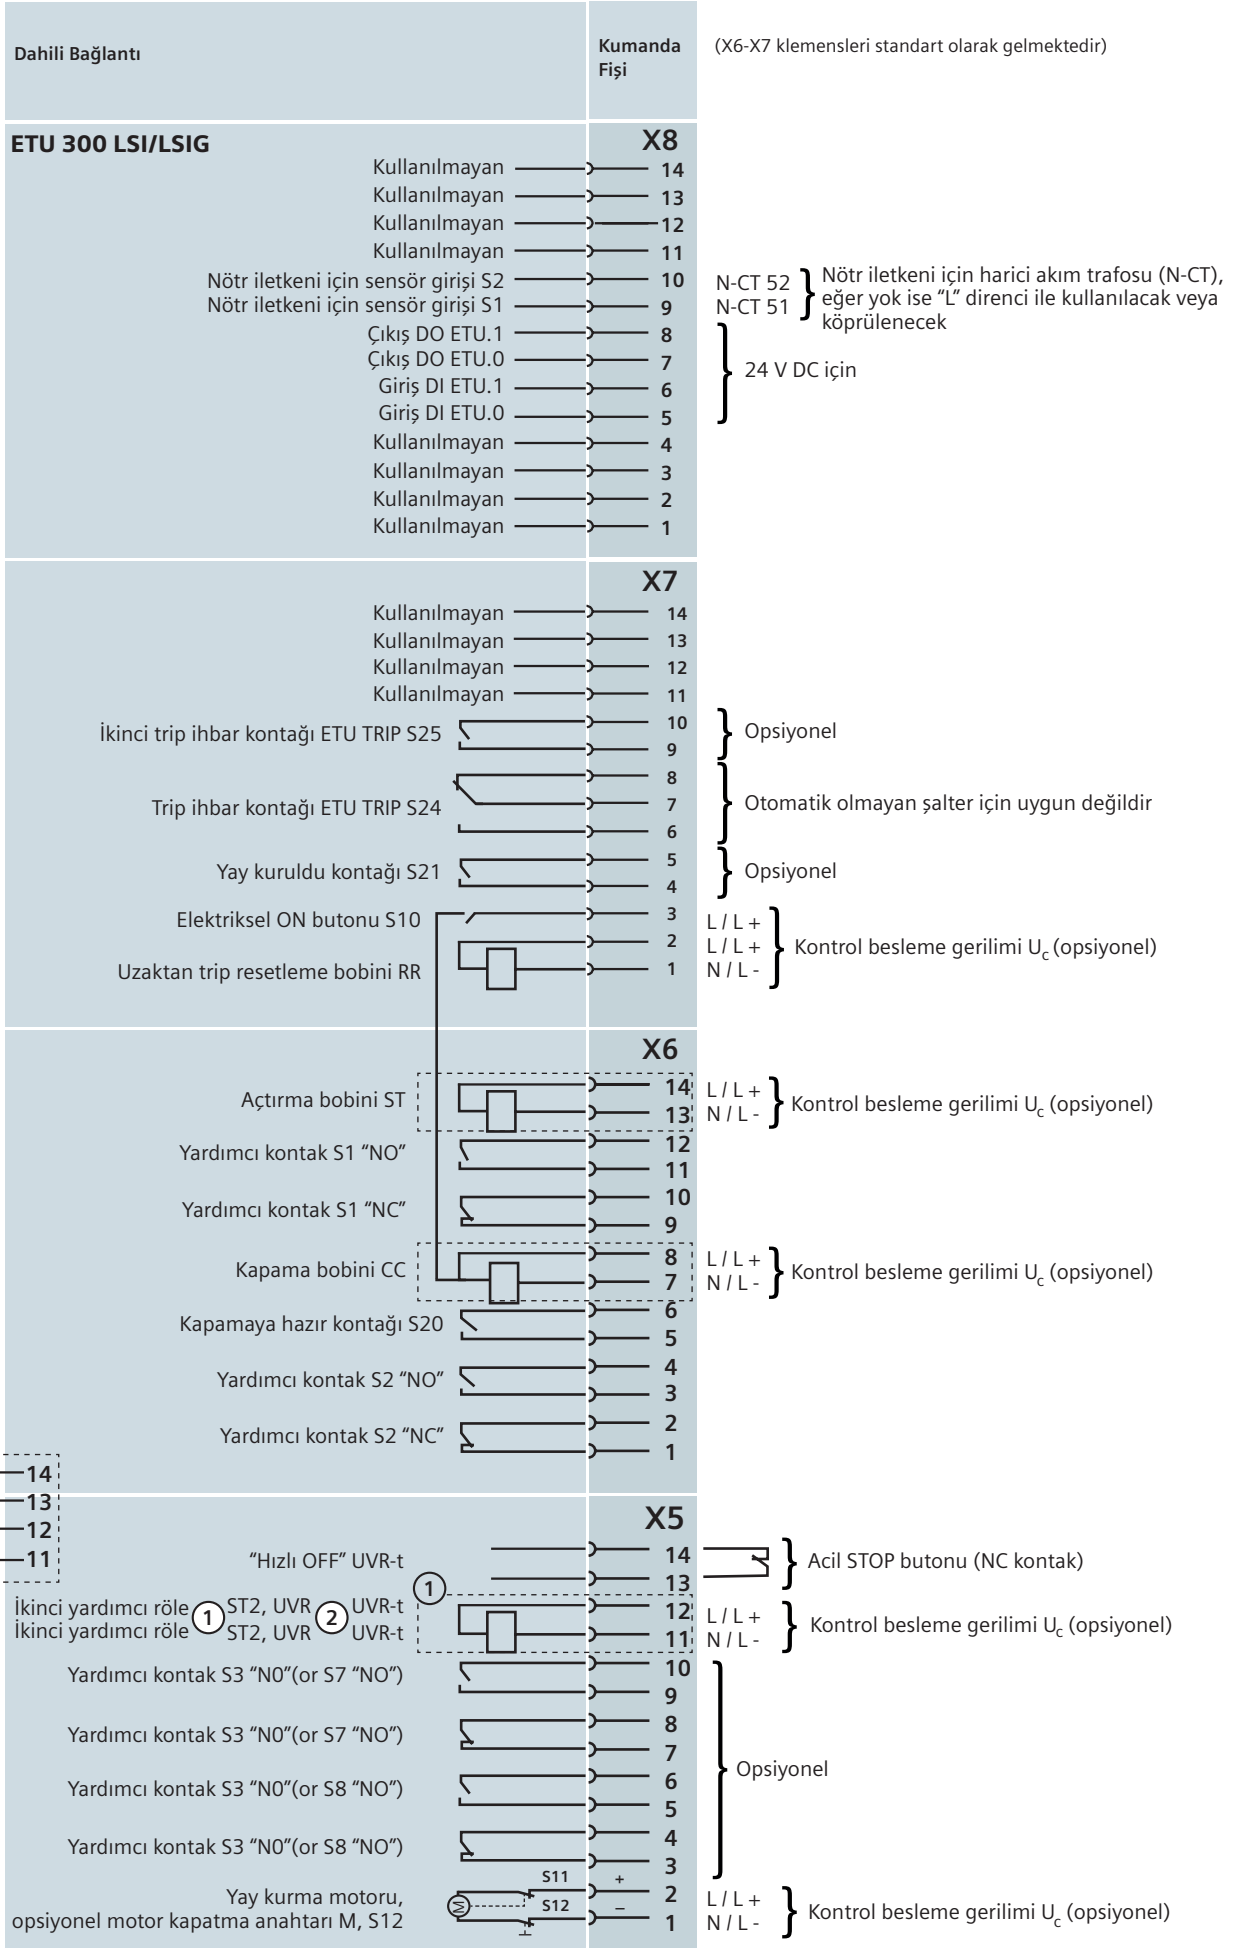 Dahili Bağlantı
Kumanda
Fişi
(X6-X7 klemensleri standart olarak gelmektedir)
ETU 300 LSI/LSIG
X8
Kullanılmayan 14
Kullanılmayan 13
Kullanılmayan 12
Kullanılmayan 11
Nötr iletkeni için sensör girişi S2 10 N-CT 52
Nötr iletkeni için sensör girişi S1 9 N-CT 51
Nötr iletkeni için harici akım trafosu (N-CT),
eğer yok ise “L” direnci ile kullanılacak veya
köprülenecek
Çıkış DO ETU.1 8
Çıkış DO ETU.0 7
Giriş DI ETU.1 6
Giriş DI ETU.0 5
24 V DC için
Kullanılmayan 4
Kullanılmayan 3
Kullanılmayan 2
Kullanılmayan 1
X7
Kullanılmayan 14
Kullanılmayan 13
Kullanılmayan 12
Kullanılmayan 11
İkinci trip ihbar kontağı ETU TRIP S25
10
9
Opsiyonel
Trip ihbar kontağı ETU TRIP S24
8
7
6
Otomatik olmayan şalter için uygun değildir
Yay kuruldu kontağı S21
5
4
Opsiyonel
Elektriksel ON butonu S10
3 L / L +
Uzaktan trip resetleme bobini RR
2 L / L +
1 N / L -
Kontrol besleme gerilimi Uc (opsiyonel)
X6
Açtırma bobini ST
14 L / L +
13 N / L -
Kontrol besleme gerilimi Uc (opsiyonel)
Yardımcı kontak S1 “NO”
12
11
Yardımcı kontak S1 “NC”
10
9
Kapama bobini CC
8 L / L +
7 N / L -
Kontrol besleme gerilimi Uc (opsiyonel)
Kapamaya hazır kontağı S20
6
5
Yardımcı kontak S2 “NO”
4
3
Yardımcı kontak S2 “NC”
2
1
14
13
12
11
X5
“Hızlı OFF” UVR-t
14
13
Acil STOP butonu (NC kontak)
1
İkinci yardımcı röle 1 ST2, UVR 2 UVR-t
İkinci yardımcı röle ST2, UVR UVR-t
12 L / L +
11 N / L -
Kontrol besleme gerilimi Uc (opsiyonel)
Yardımcı kontak S3 “N0”(or S7 “NO”)
10
9
Yardımcı kontak S3 “N0”(or S7 “NO”)
8
7
Yardımcı kontak S3 “N0”(or S8 “NO”)
6
5
Yardımcı kontak S3 “N0”(or S8 “NO”)
4
3
Opsiyonel
Yay kurma motoru,
opsiyonel motor kapatma anahtarı M, S12
M
S11 + 2 L / L +
S12 – 1 N / L -
Kontrol besleme gerilimi Uc (opsiyonel)